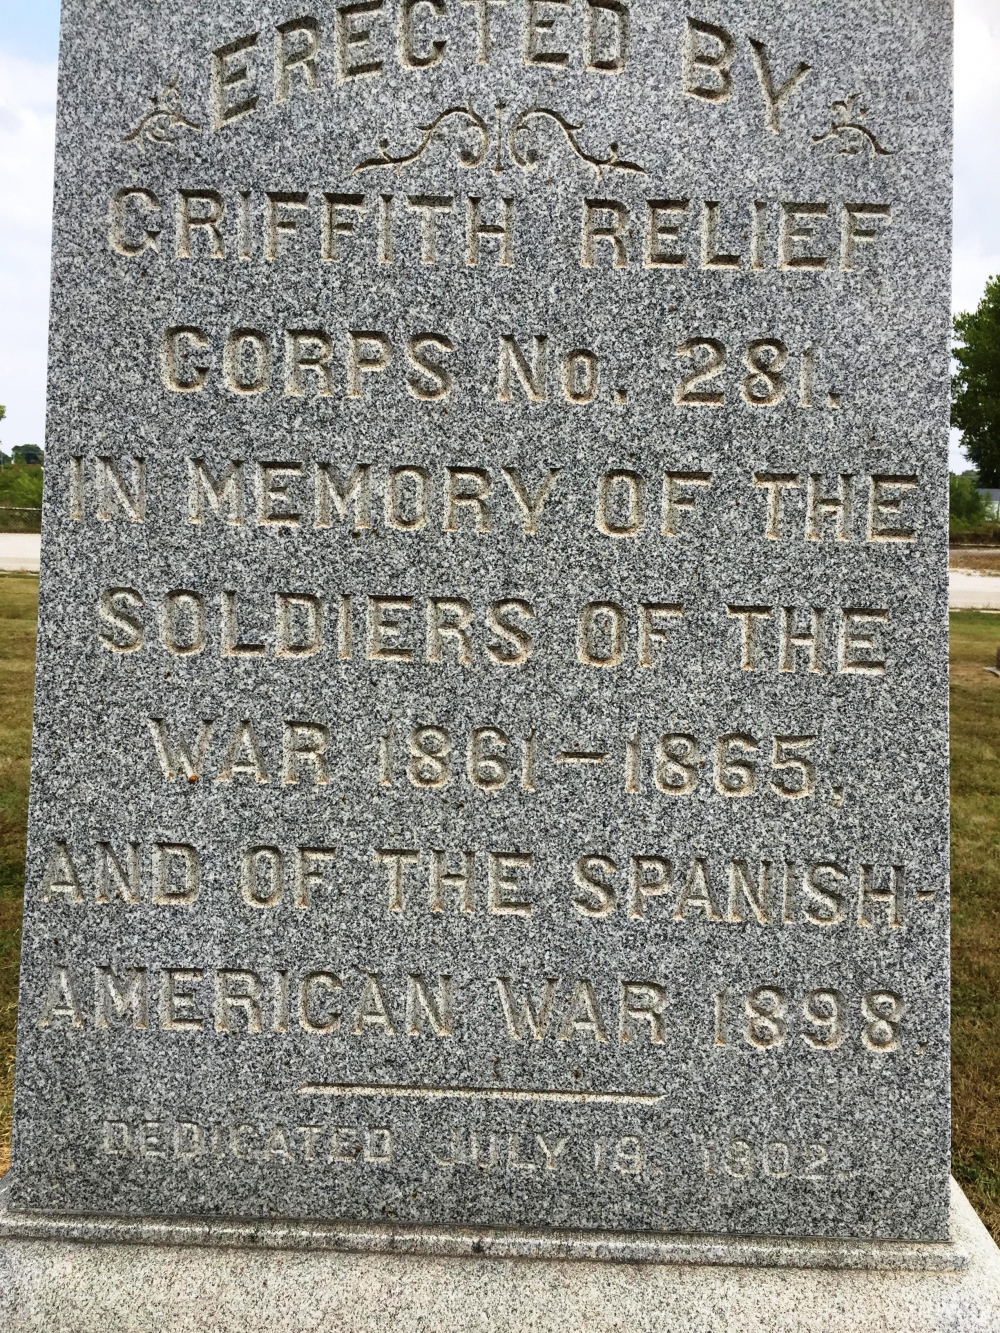 ERECTED BY
GRIFFITH RELIEF
CORPS No. 281.
IN MEMORY OF THE
SOLDIERS OF THE
WAR 1861-1865,
AND OF THE SPANISH-
AMERICAN WAR 1898.
DEDICATED JULY 19, 1902.